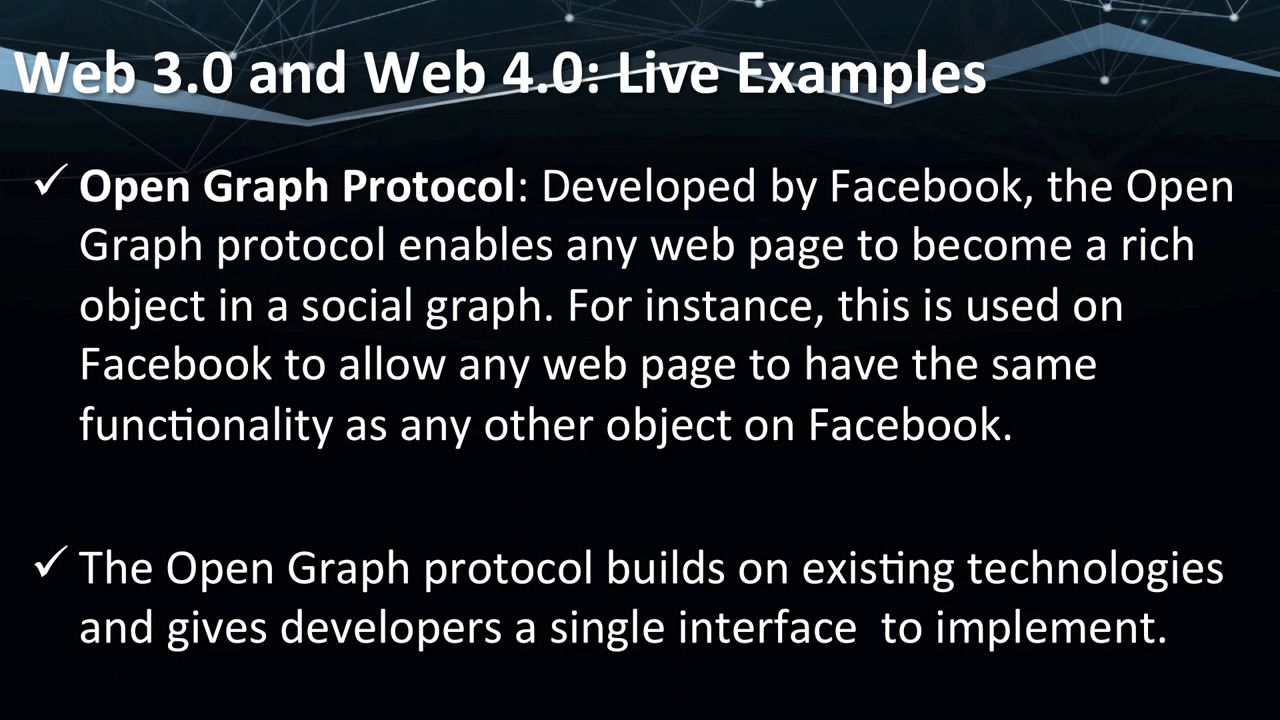 Web 3.0 and Web 4.0: Live Examples
✓ Open Graph Protocol: Developed by Facebook, the Open
Graph protocol enables any web page to become a rich
object in a social graph. For instance, this is used on
Facebook to allow any web page to have the same
functionality as any other object on Facebook.
✓ The Open Graph protocol builds on existing technologies
and gives developers a single interface  to implement.